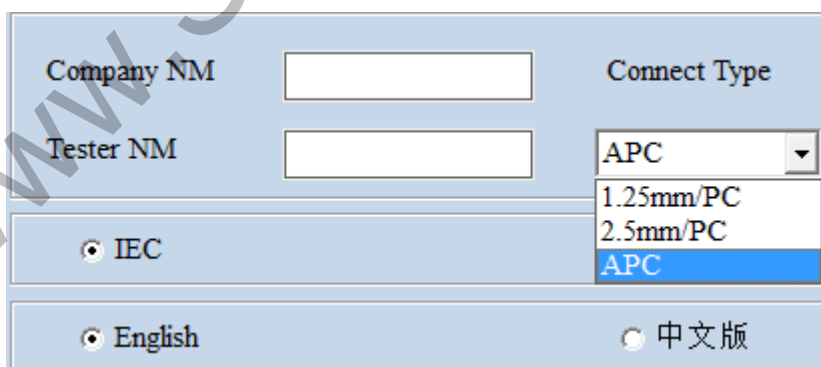 Company NM
Connect Type
Tester NM
APC
1.25mm/PC
2.5mm/PC
APC
IEC
English
中文版